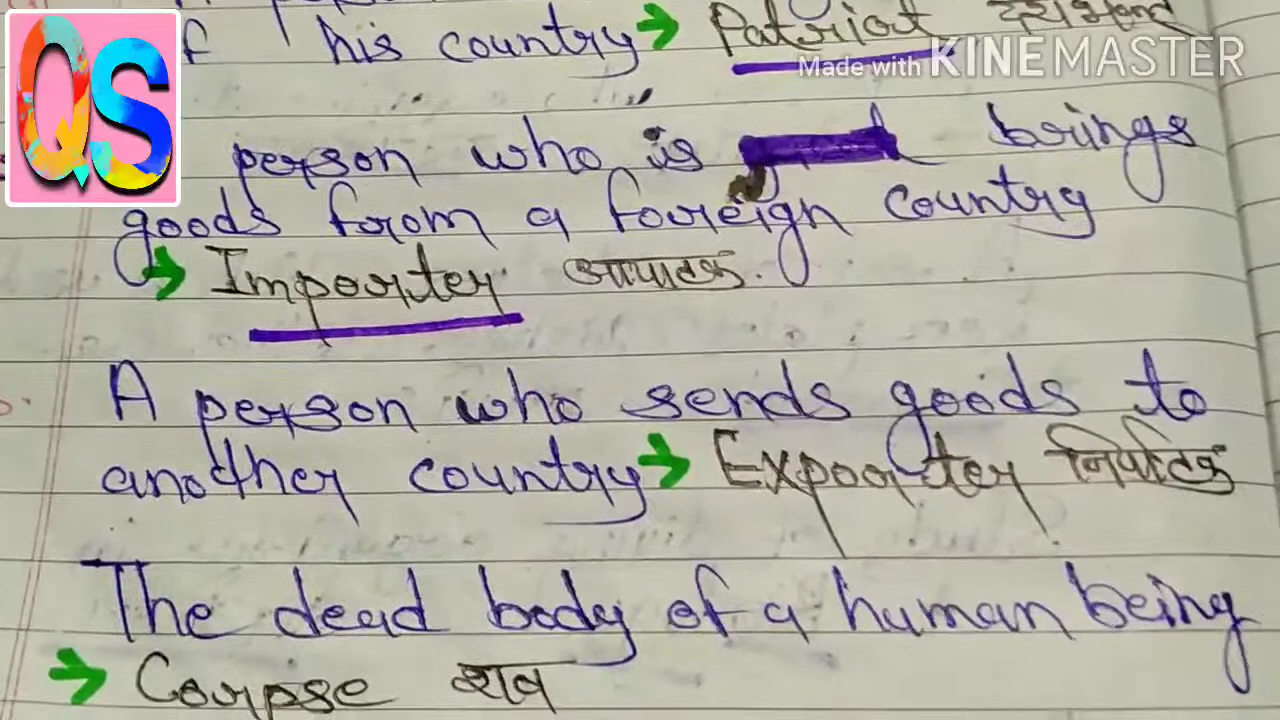 QS
f his country → Patriot देशभक्त
Made with KINEMASTER
person who is brings
goods from a foreign country
→ Importer आयातक.
A person who sends goods to
another country → Exporter निर्यातक
The dead body of a human being
→ Corpse शव